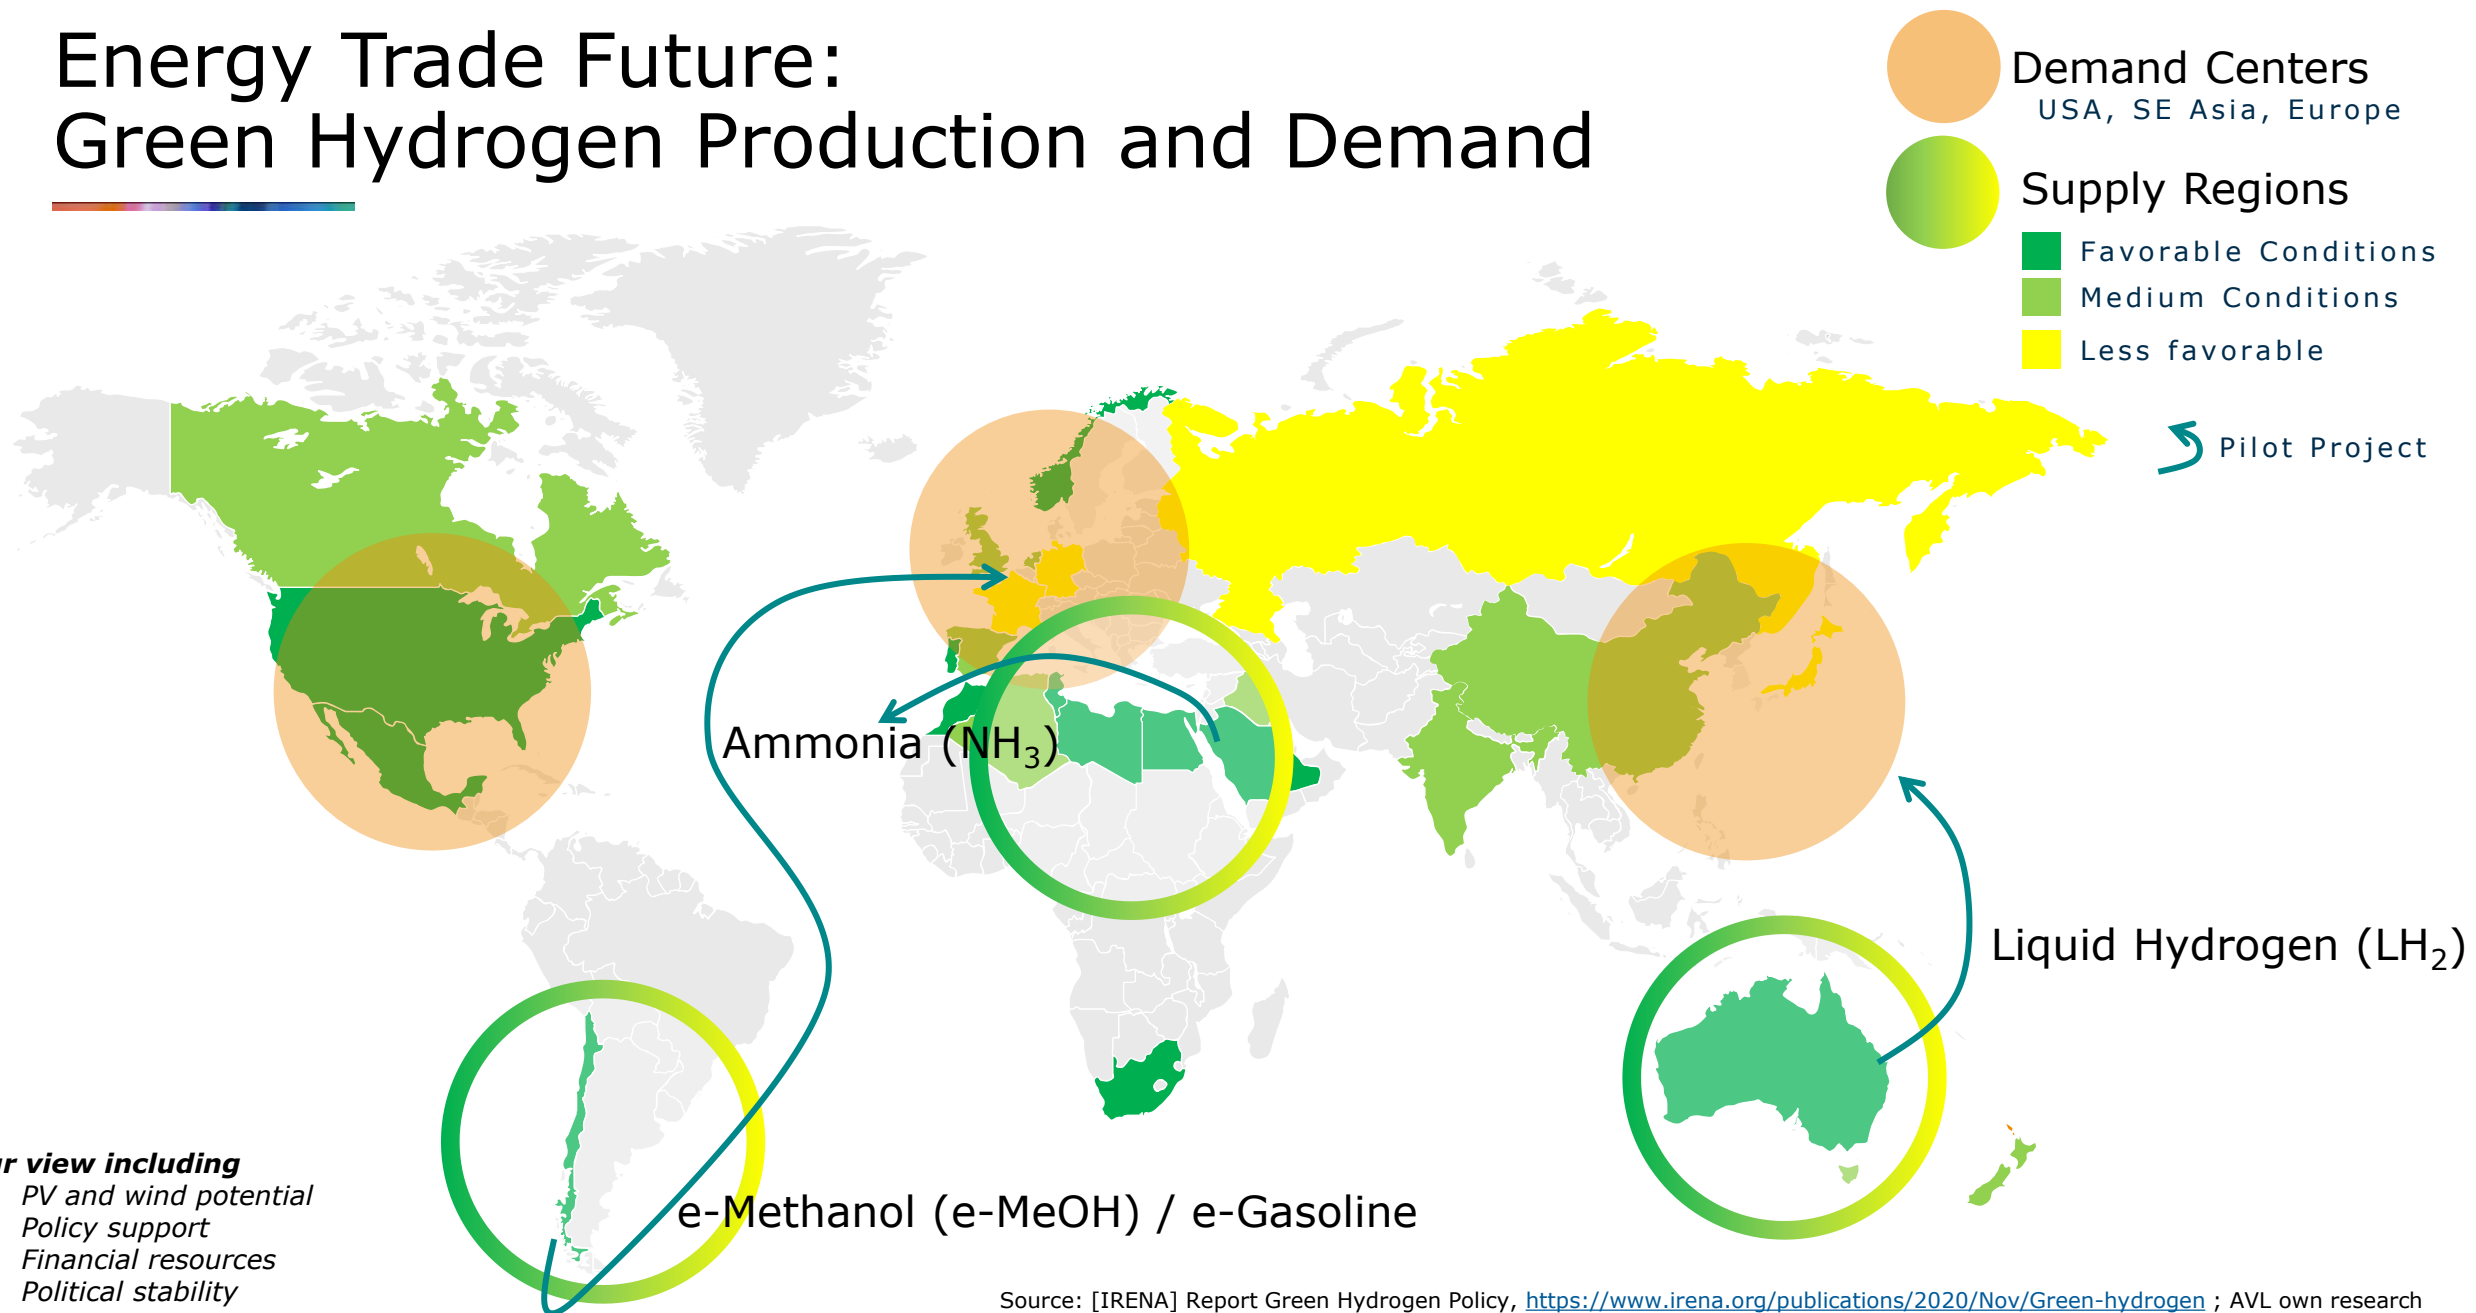 Energy Trade Future:
Green Hydrogen Production and Demand
Demand Centers
USA, SE Asia, Europe
Supply Regions
Favorable Conditions
Medium Conditions
Less favorable
Pilot Project
Ammonia (NH₃)
Liquid Hydrogen (LH₂)
e-Methanol (e-MeOH) / e-Gasoline
view including
PV and wind potential
Policy support
Financial resources
Political stability
Source: [IRENA] Report Green Hydrogen Policy, https://www.irena.org/publications/2020/Nov/Green-hydrogen ; AVL own research